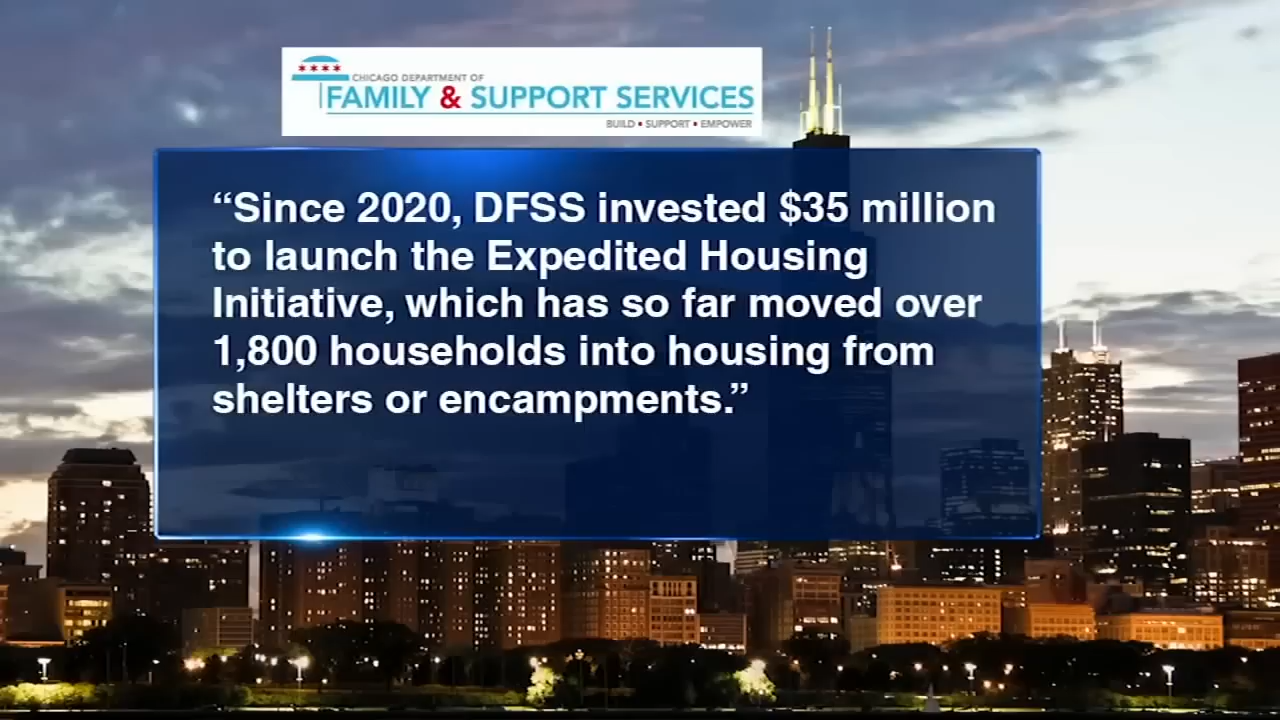 CHICAGO DEPARTMENT OF
FAMILY & SUPPORT SERVICES
BUILD • SUPPORT • EMPOWER
“Since 2020, DFSS invested $35 million
to launch the Expedited Housing
Initiative, which has so far moved over
1,800 households into housing from
shelters or encampments.”